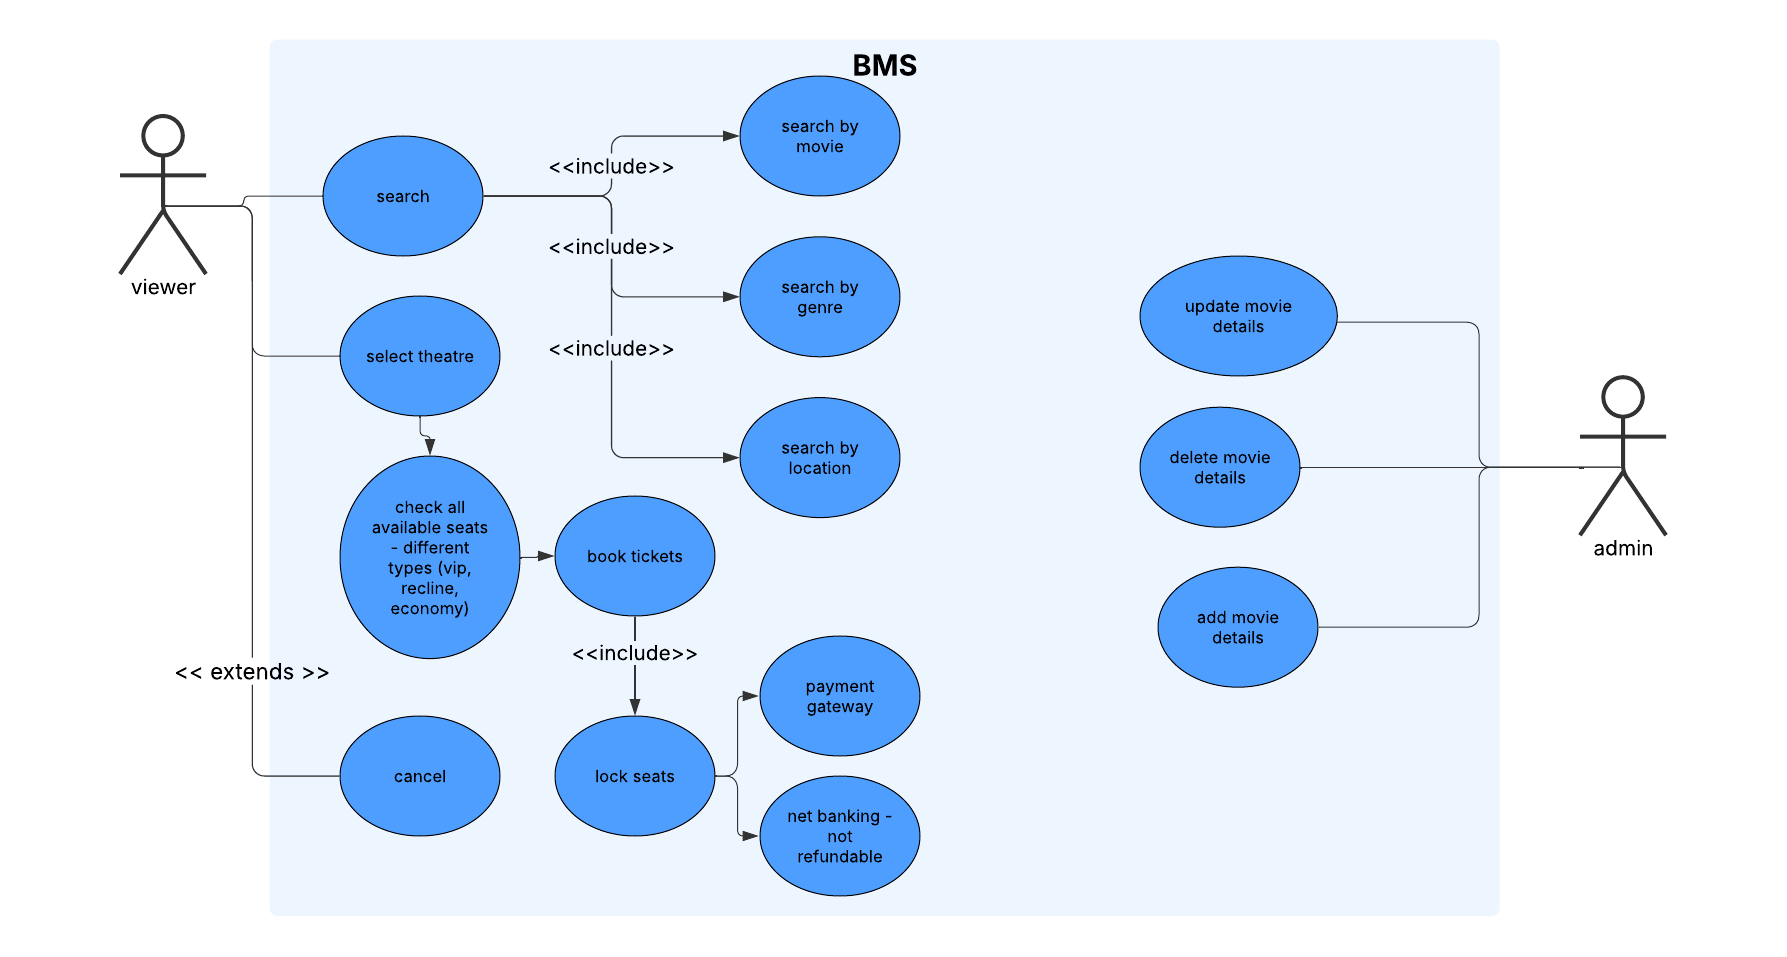 BMS
search by
movie
<<include>>
search
<<include>>
search by
genre
viewer
update movie
details
select theatre
<<include>>
search by
location
delete movie
details
admin
check all
available seats
- different
types (vip,
recline,
economy)
book tickets
add movie
details
<<include>>
<< extends >>
payment
gateway
cancel
lock seats
net banking -
not
refundable